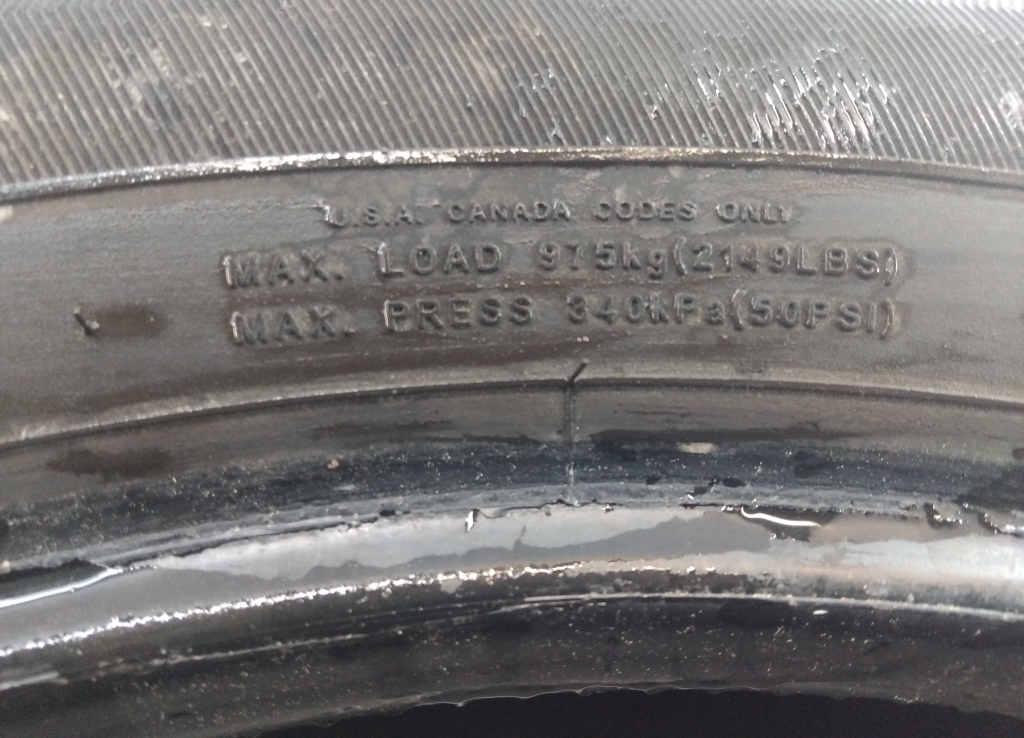 U.S.A. CANADA CODES ONLY
MAX. LOAD 975kg(2149LBS)
MAX. PRESS 340kPa(50PSI)